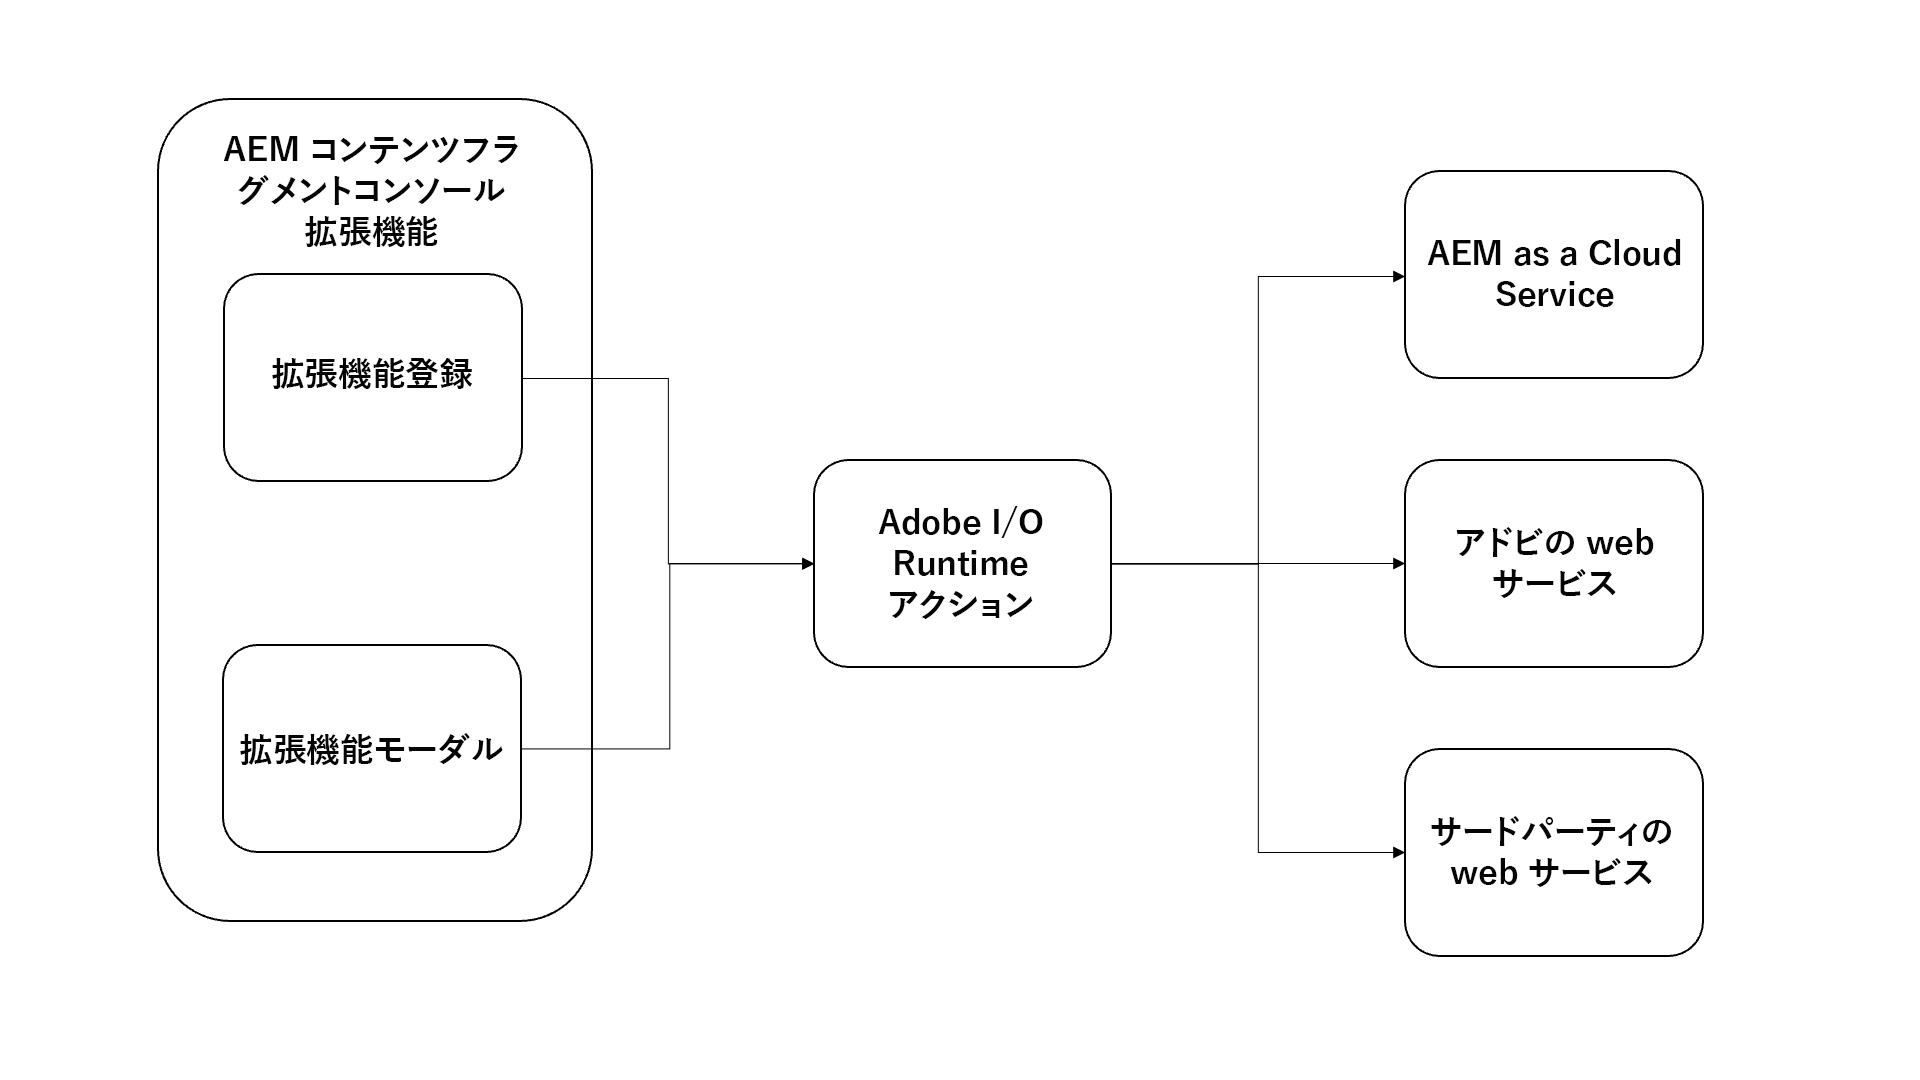 AEM コンテンツフラ
グメントコンソール
拡張機能
拡張機能登録
拡張機能モーダル
Adobe I/O
Runtime
アクション
AEM as a Cloud
Service
アドビの web
サービス
サードパーティの
web サービス